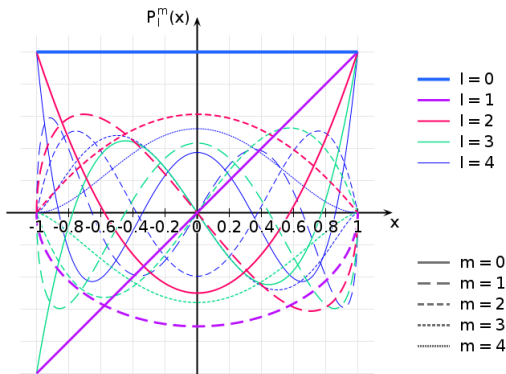 P_l^m(x)
l = 0
l = 1
l = 2
l = 3
l = 4
-1 -0.8 -0.6 -0.4 -0.2 0 0.2 0.4 0.6 0.8 1
x
m = 0
m = 1
m = 2
m = 3
m = 4